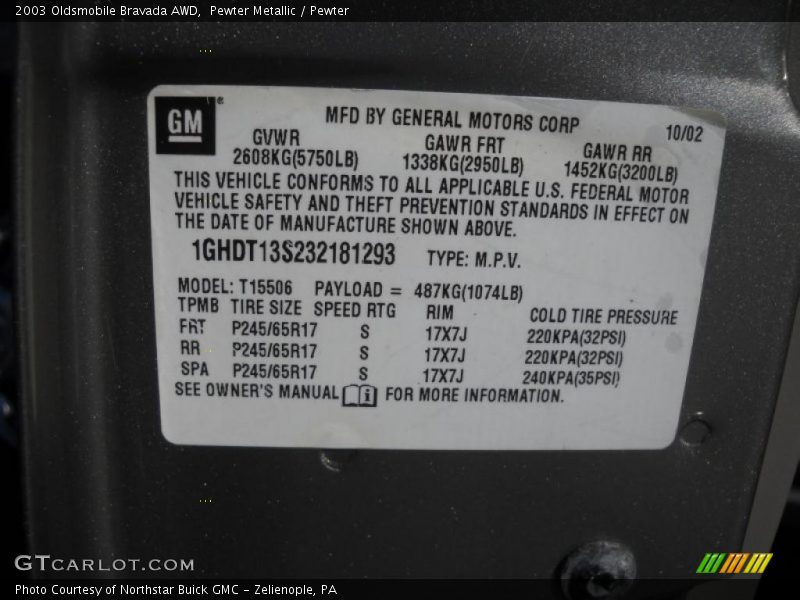 2003 Oldsmobile Bravada AWD, Pewter Metallic / Pewter
GM®
MFD BY GENERAL MOTORS CORP 10/02
GVWR GAWR FRT GAWR RR
2608KG(5750LB) 1338KG(2950LB) 1452KG(3200LB)
THIS VEHICLE CONFORMS TO ALL APPLICABLE U.S. FEDERAL MOTOR
VEHICLE SAFETY AND THEFT PREVENTION STANDARDS IN EFFECT ON
THE DATE OF MANUFACTURE SHOWN ABOVE.
1GHDT13S232181293 TYPE: M.P.V.
MODEL: T15506 PAYLOAD = 487KG(1074LB)
TPMB TIRE SIZE SPEED RTG RIM COLD TIRE PRESSURE
FRT P245/65R17 S 17X7J 220KPA(32PSI)
RR P245/65R17 S 17X7J 220KPA(32PSI)
SPA P245/65R17 S 17X7J 240KPA(35PSI)
SEE OWNER'S MANUAL i FOR MORE INFORMATION.
GTCARLOT.COM
Photo Courtesy of Northstar Buick GMC - Zelienople, PA